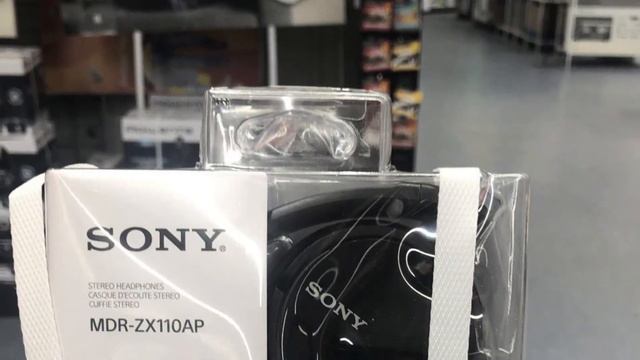 SONY®
STEREO HEADPHONES
CASQUE D'ECOUTE STEREO
CUFFIE STEREO
MDR-ZX110AP
SONY